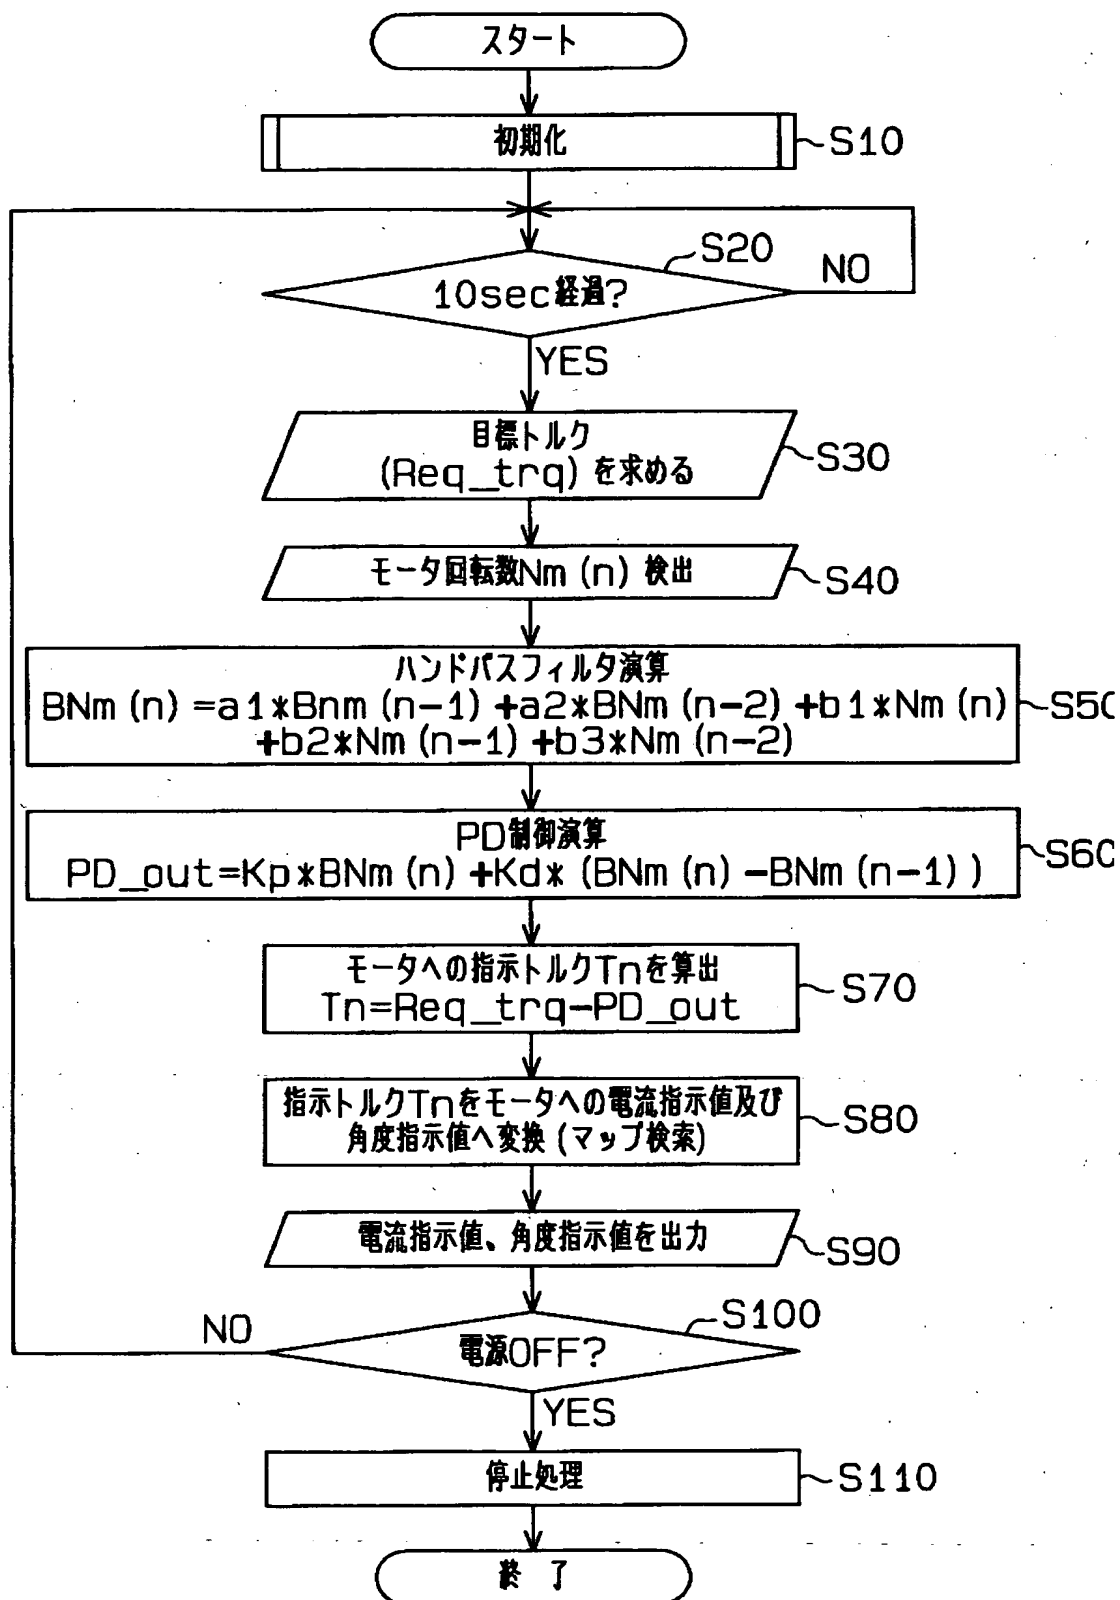 スタート
初期化
S10
S20
10sec経過?
NO
YES
目標トルク
(Req_trq) を求める
S30
モータ回転数Nm (n) 検出
S40
ハンドパスフィルタ演算
BNm (n) =a1*Bnm (n-1) +a2*BNm (n-2) +b1*Nm (n)
+b2*Nm (n-1) +b3*Nm (n-2)
S50
PD制御演算
PD_out=Kp*BNm (n) +Kd* (BNm (n) -BNm (n-1) )
S60
モータへの指示トルクTnを算出
Tn=Req_trq-PD_out
S70
指示トルクTnをモータへの電流指示値及び
角度指示値へ変換 (マップ検索)
S80
電流指示値、角度指示値を出力
S90
S100
NO
電源OFF?
YES
停止処理
S110
終 了